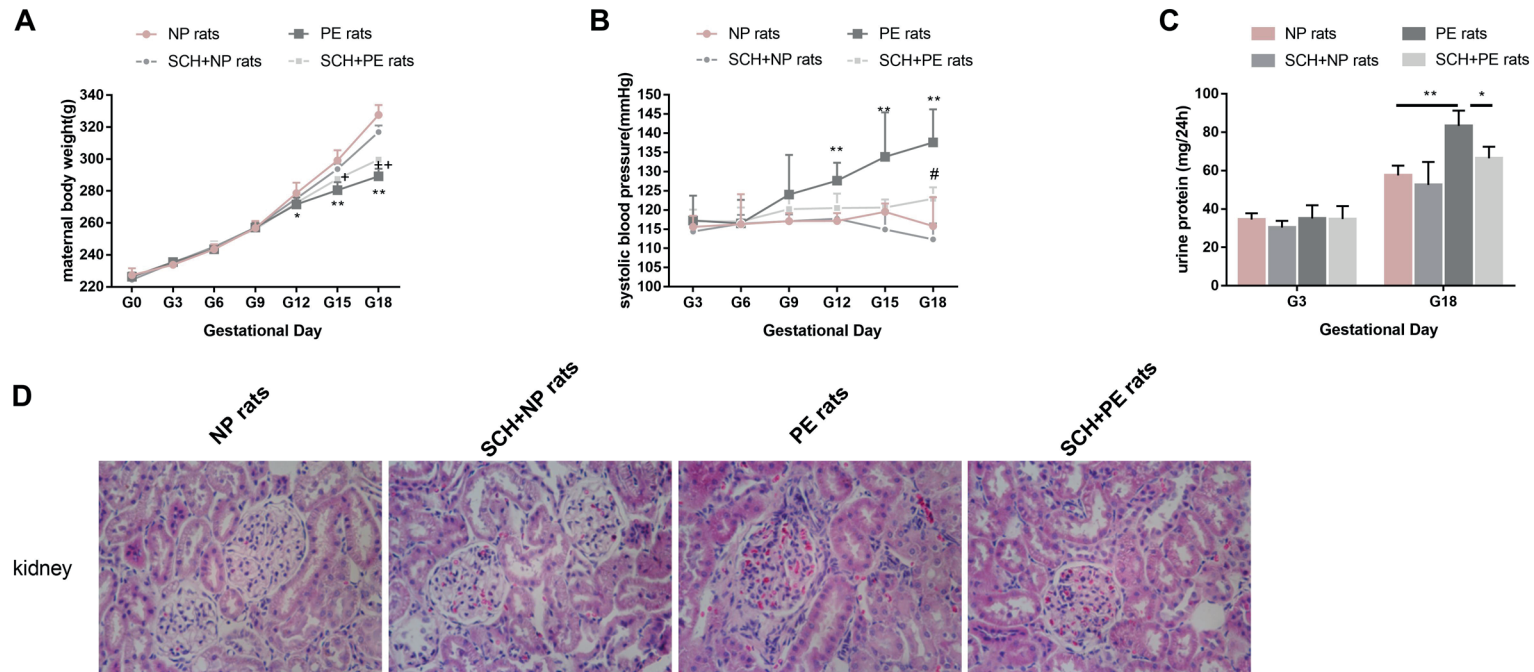 A
NP rats
PE rats
SCH+NP rats
SCH+PE rats
maternal body weight(g)
340
320
300
280
260
240
220
*
**
+
**
++
G0 G3 G6 G9 G12 G15 G18
Gestational Day
B
NP rats
PE rats
SCH+NP rats
SCH+PE rats
systolic blood pressure(mmHg)
150
145
140
135
130
125
120
115
110
105
100
**
**
**
#
G3 G6 G9 G12 G15 G18
Gestational Day
C
NP rats
PE rats
SCH+NP rats
SCH+PE rats
urine protein (mg/24h)
100
80
60
40
20
0
**
*
G3 G18
Gestational Day
D
NP rats
SCH+NP rats
PE rats
SCH+PE rats
kidney